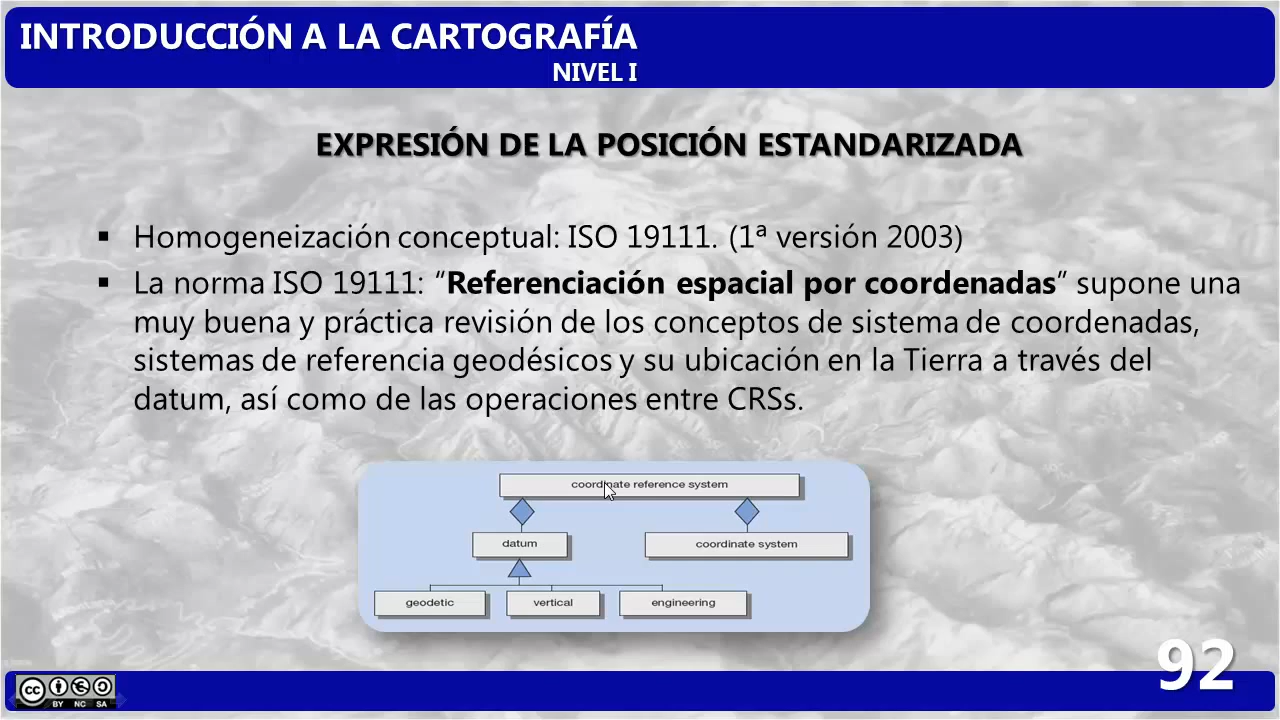 INTRODUCCIÓN A LA CARTOGRAFÍA
NIVEL I
EXPRESIÓN DE LA POSICIÓN ESTANDARIZADA
▪ Homogeneización conceptual: ISO 19111. (1ª versión 2003)
▪ La norma ISO 19111: “Referenciación espacial por coordenadas” supone una
muy buena y práctica revisión de los conceptos de sistema de coordenadas,
sistemas de referencia geodésicos y su ubicación en la Tierra a través del
datum, así como de las operaciones entre CRSs.
coordinate reference system
datum
coordinate system
geodetic
vertical
engineering
92
cc
BY NC SA